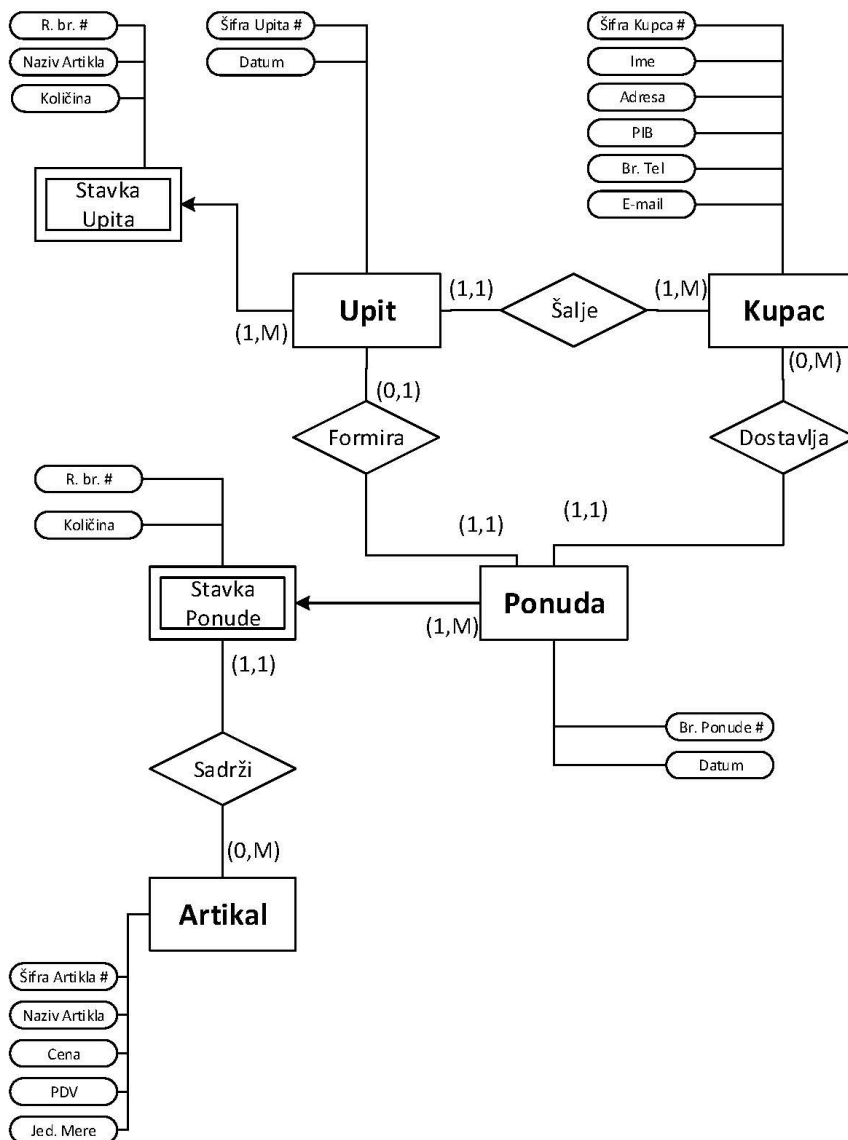 R. br. #
Naziv Artikla
Količina
Šifra Upita #
Datum
Šifra Kupca #
Ime
Adresa
PIB
Br. Tel
E-mail
Stavka
Upita
(1,M)
Upit
(1,1)
Šalje
(1,M)
Kupac
(0,1)
(0,M)
Formira
Dostavlja
R. br. #
Količina
(1,1)
(1,1)
Stavka
Ponude
(1,M)
Ponuda
(1,1)
Br. Ponude #
Datum
Sadrži
(0,M)
Artikal
Šifra Artikla #
Naziv Artikla
Cena
PDV
Jed. Mere